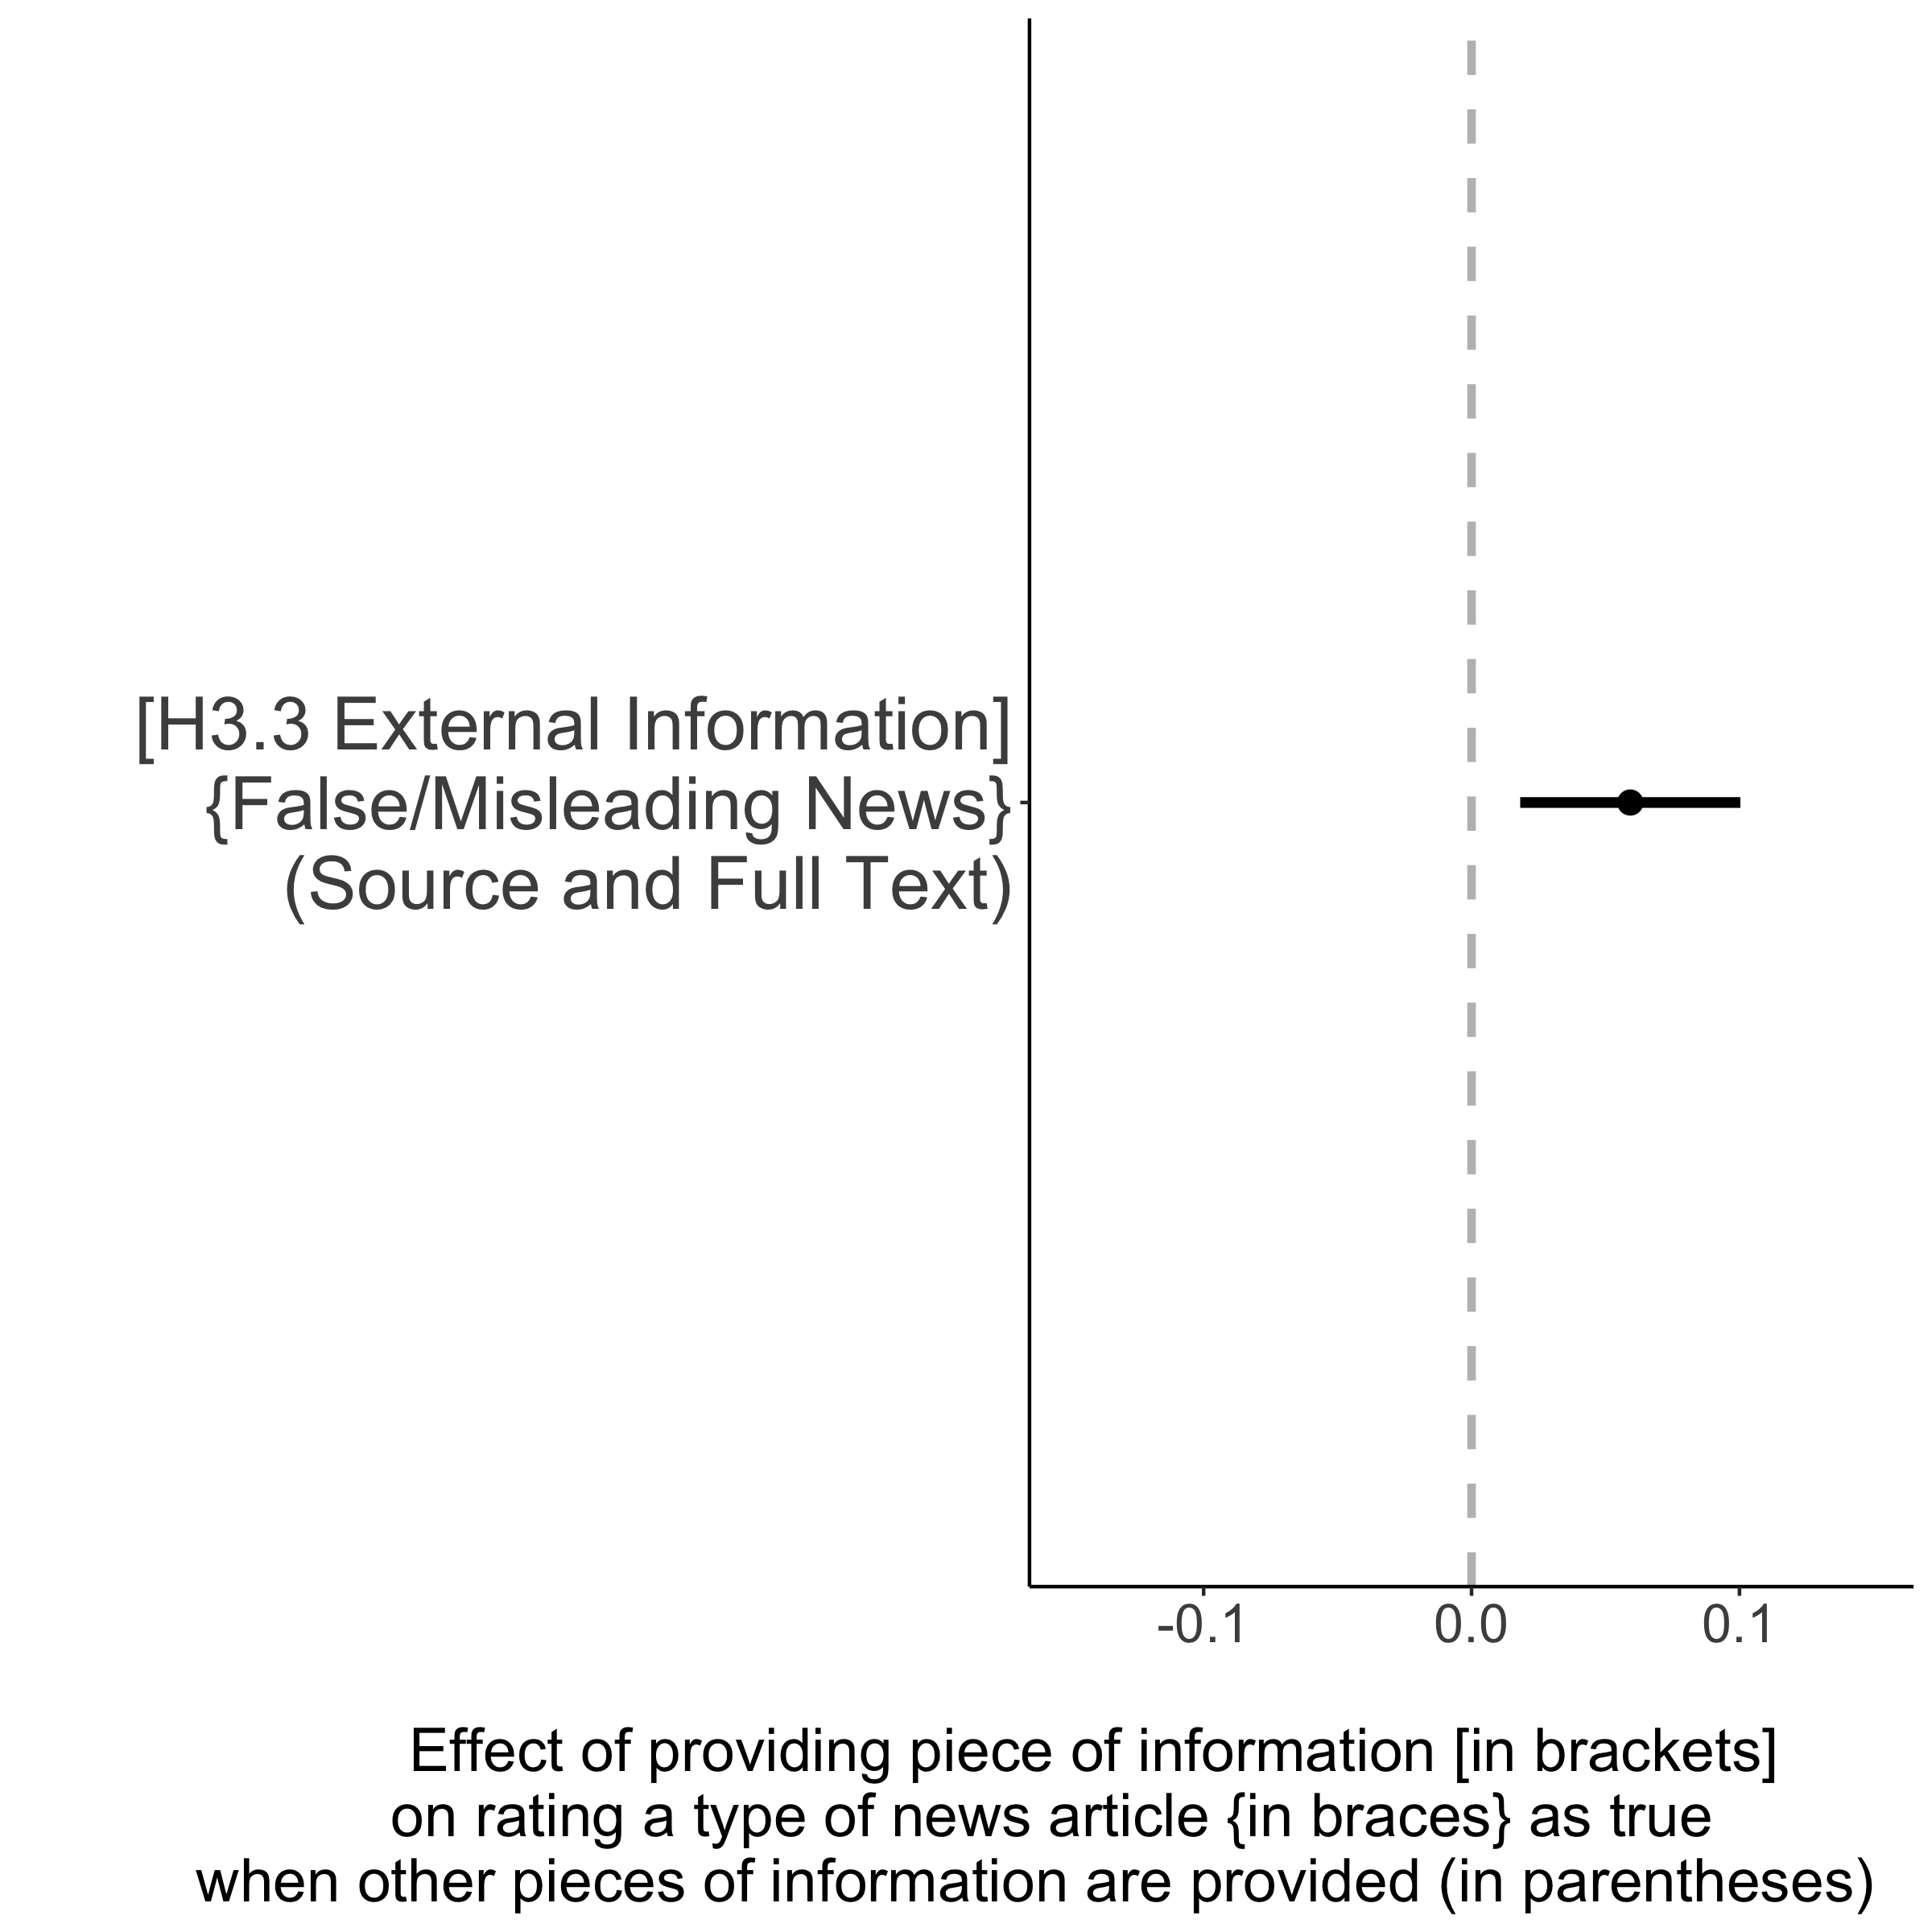 [H3.3 External Information]
{False/Misleading News}
(Source and Full Text)
-0.1 0.0 0.1
Effect of providing piece of information [in brackets]
on rating a type of news article {in braces} as true
when other pieces of information are provided (in parentheses)